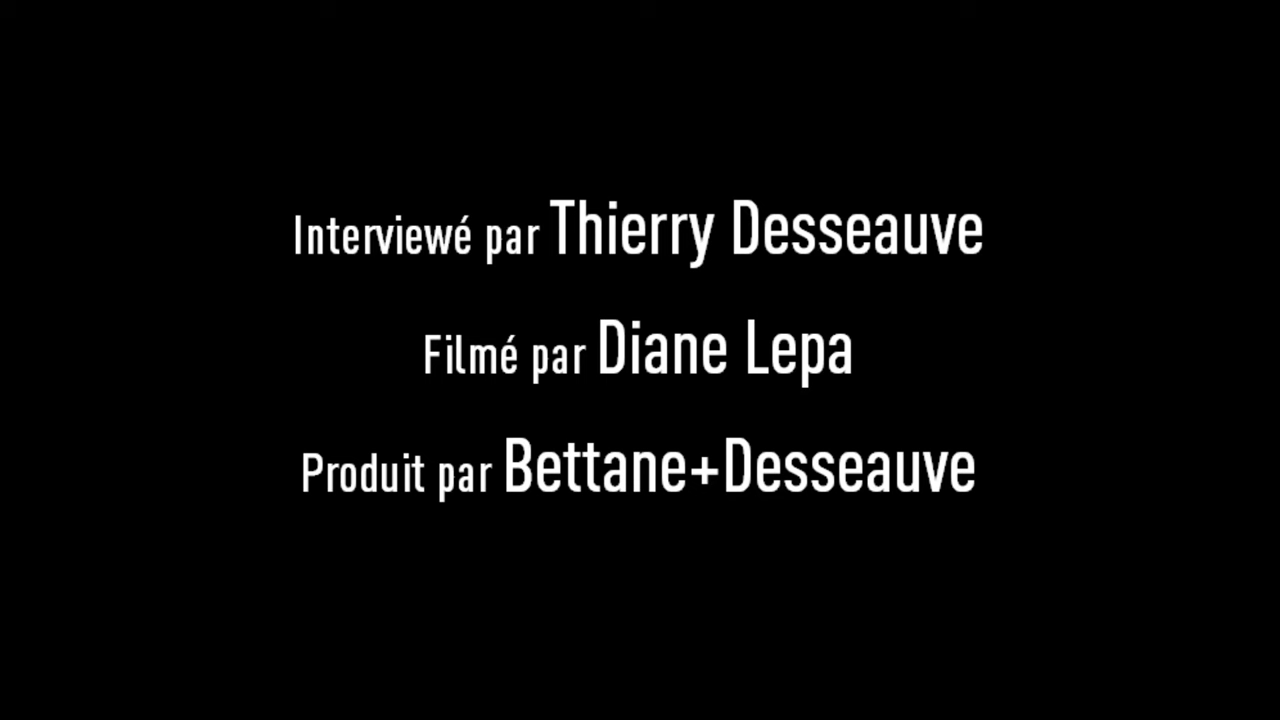 Interviewé par Thierry Desseauve
Filmé par Diane Lepa
Produit par Bettane+Desseauve